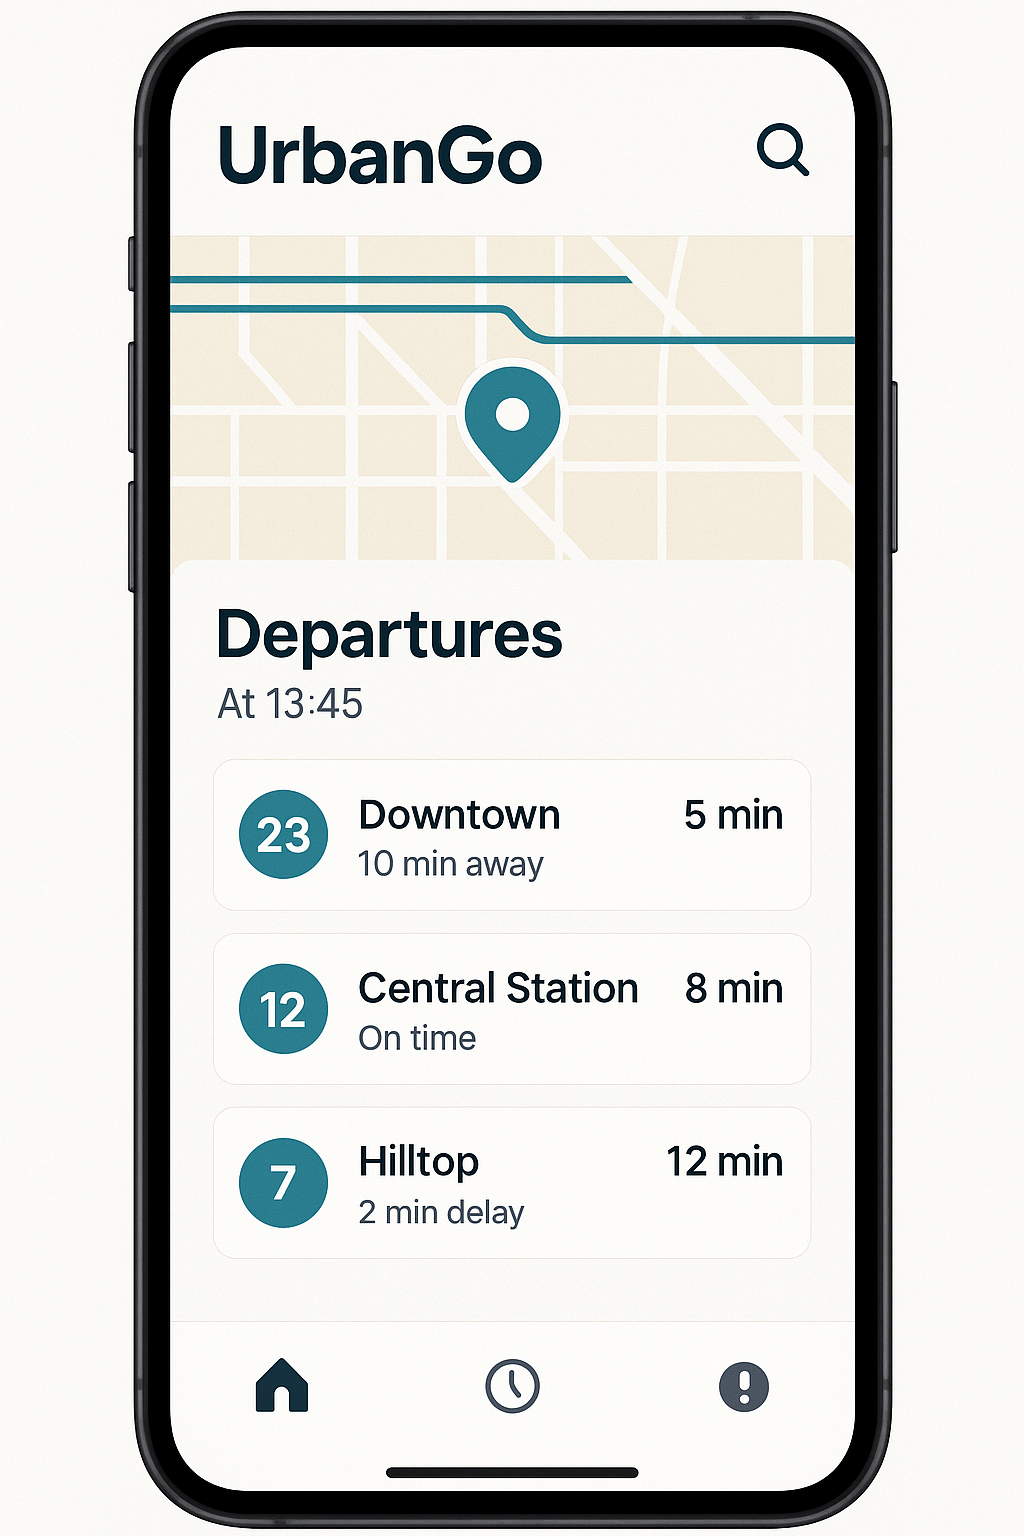 UrbanGo
Departures
At 13:45
23
Downtown
5 min
10 min away
12
Central Station
8 min
On time
7
Hilltop
12 min
2 min delay